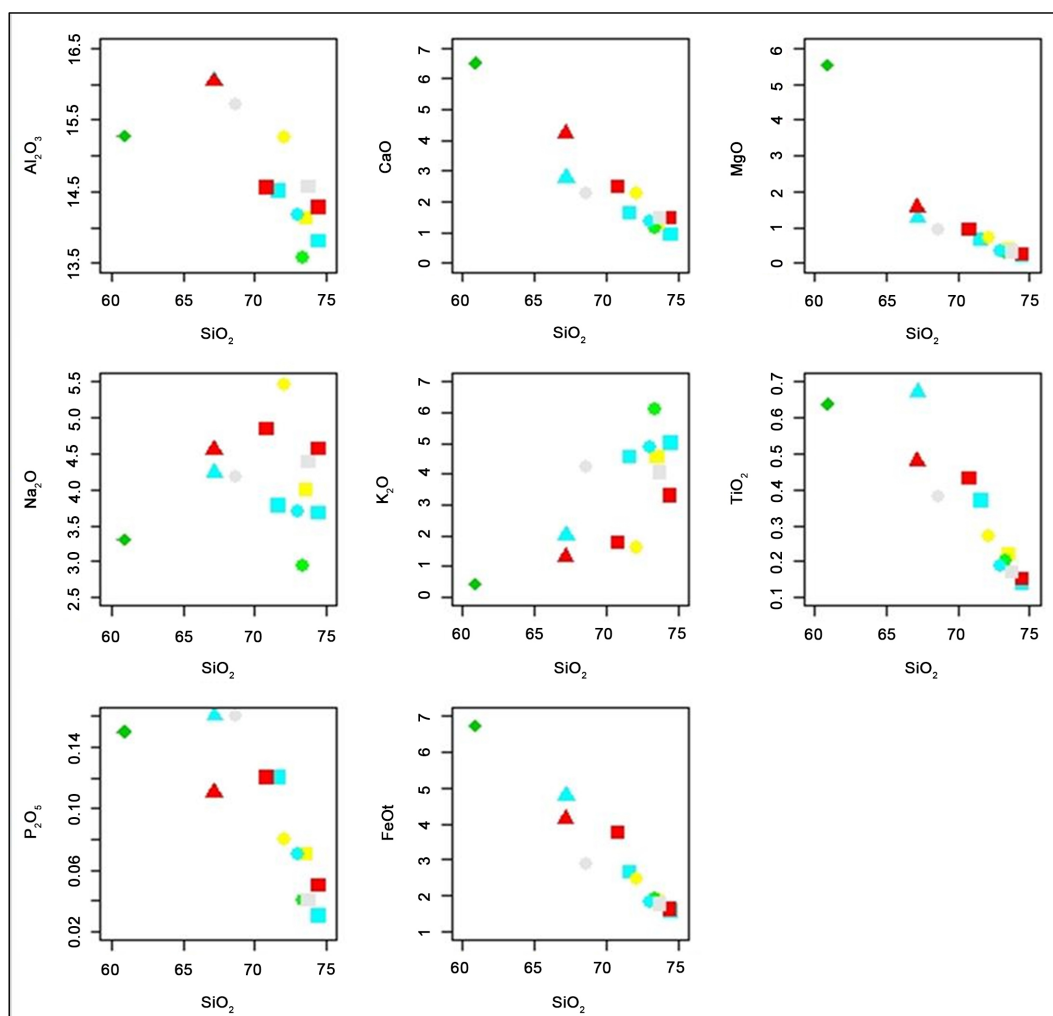 16.5
15.5
14.5
13.5
Al₂O₃
60 65 70 75
SiO₂
7
6
5
4
3
2
1
0
CaO
60 65 70 75
SiO₂
6
5
4
3
2
1
0
MgO
60 65 70 75
SiO₂
5.5
5.0
4.5
4.0
3.5
3.0
2.5
Na₂O
60 65 70 75
SiO₂
7
6
5
4
3
2
1
0
K₂O
60 65 70 75
SiO₂
0.7
0.6
0.5
0.4
0.3
0.2
0.1
TiO₂
60 65 70 75
SiO₂
0.14
0.10
0.06
0.02
P₂O₅
60 65 70 75
SiO₂
7
6
5
4
3
2
1
FeOt
60 65 70 75
SiO₂